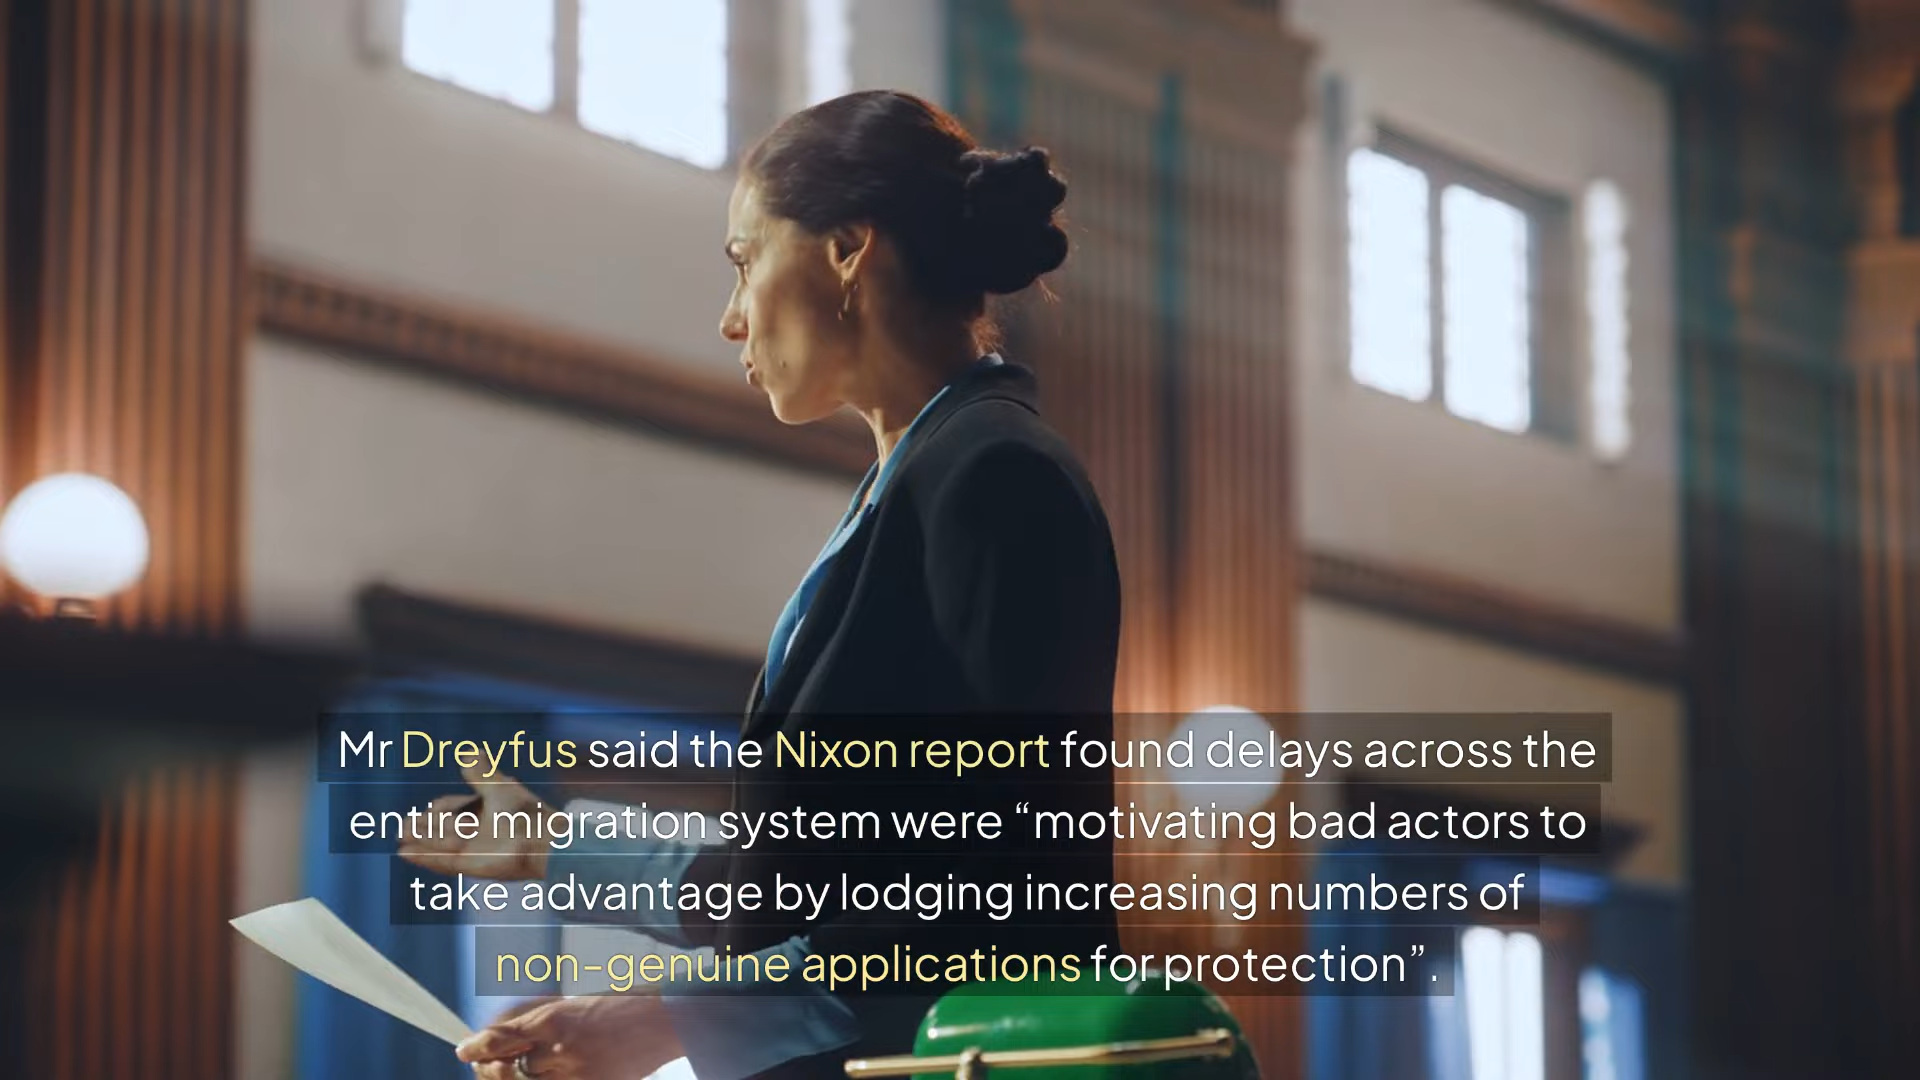 Mr Dreyfus said the Nixon report found delays across the
entire migration system were “motivating bad actors to
take advantage by lodging increasing numbers of
non-genuine applications for protection”.